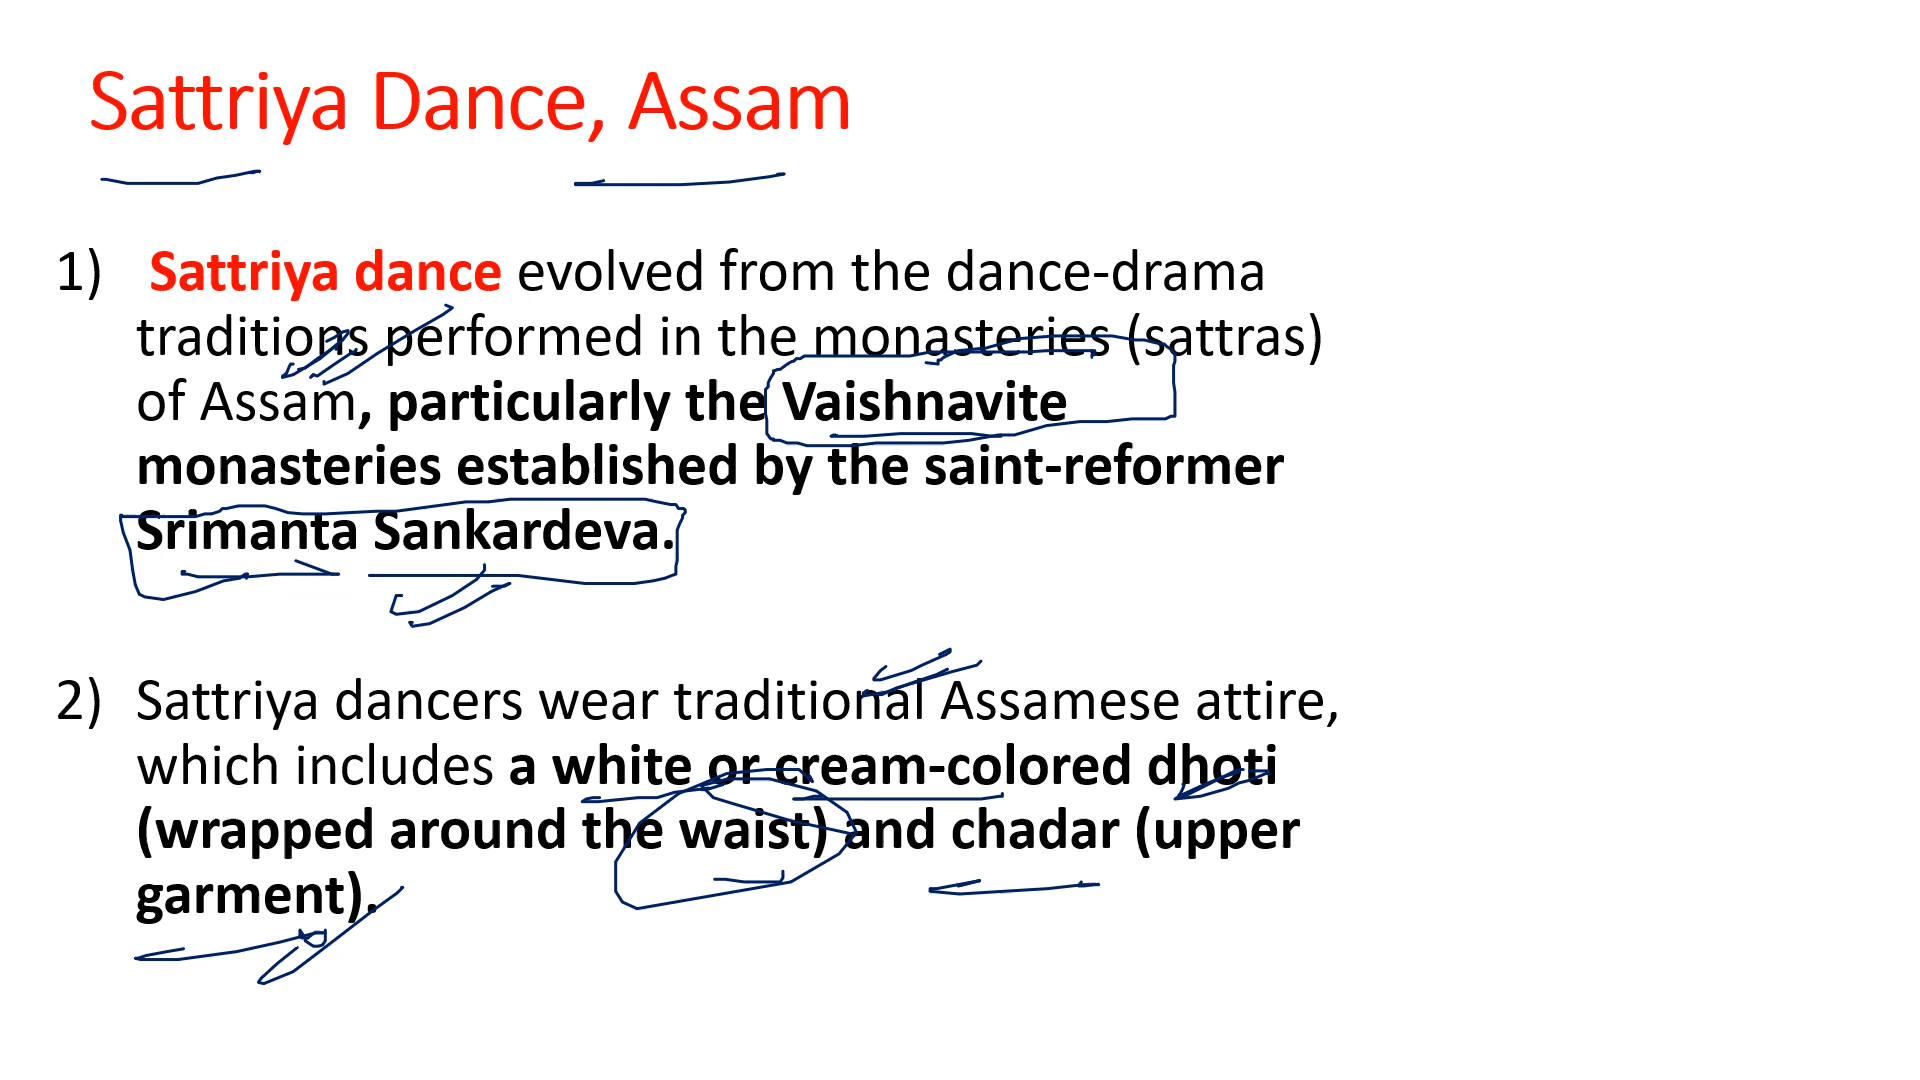 Sattriya Dance, Assam
1) Sattriya dance evolved from the dance-drama
traditions performed in the monasteries (sattras)
of Assam, particularly the Vaishnavite
monasteries established by the saint-reformer
Srimanta Sankardeva.
2) Sattriya dancers wear traditional Assamese attire,
which includes a white or cream-colored dhoti
(wrapped around the waist) and chadar (upper
garment).